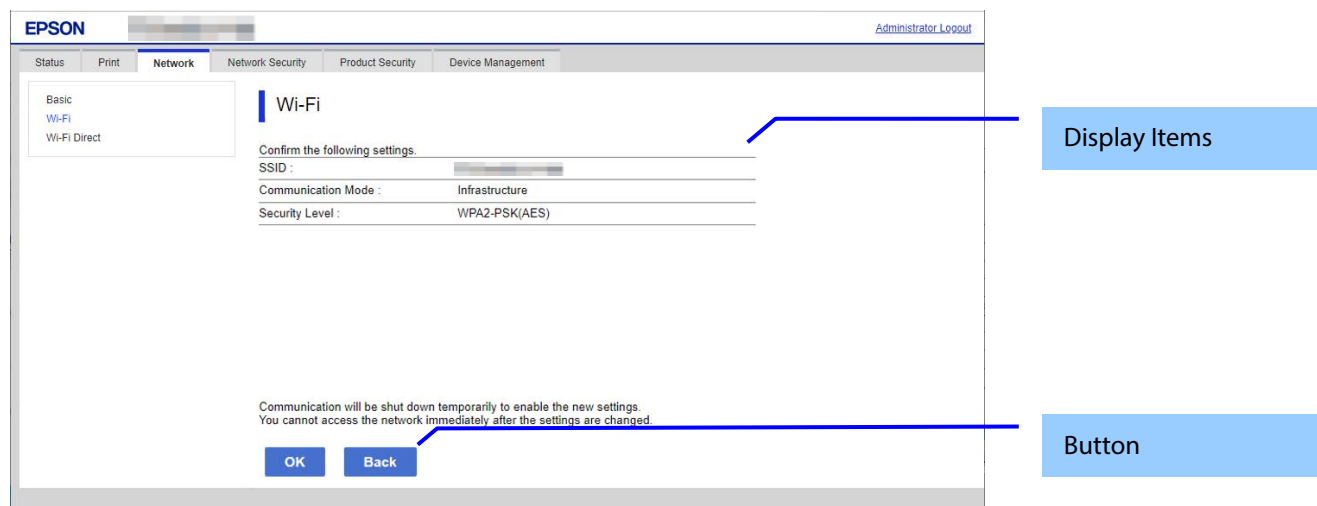 EPSON
Administrator Logout
Status Print Network Network Security Product Security Device Management
Basic
Wi-Fi
Wi-Fi Direct
Wi-Fi
Confirm the following settings.
SSID :
Communication Mode : Infrastructure
Security Level : WPA2-PSK(AES)
Communication will be shut down temporarily to enable the new settings.
You cannot access the network immediately after the settings are changed.
OK Back
Display Items
Button